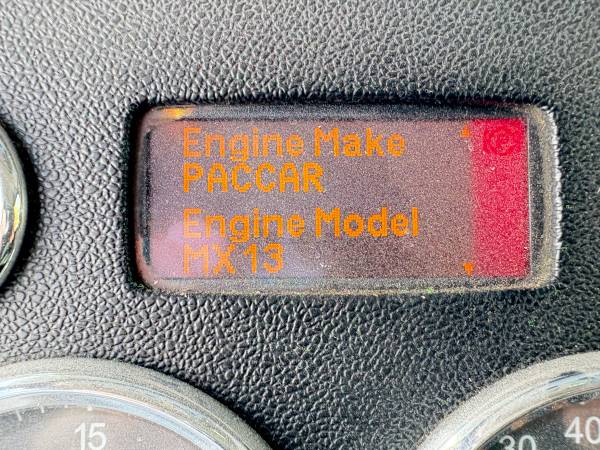 Engine Make
PACCAR
Engine Model
MX13
15
30
40